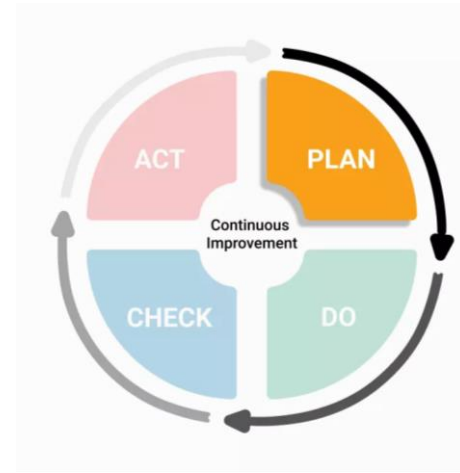 ACT
PLAN
Continuous
Improvement
CHECK
DO